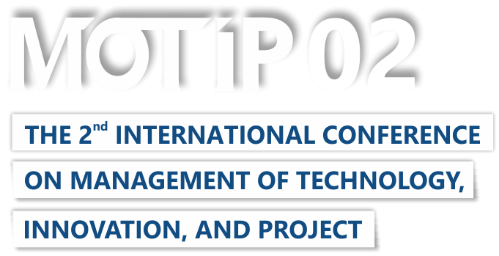 MOTIP 02
THE 2nd INTERNATIONAL CONFERENCE
ON MANAGEMENT OF TECHNOLOGY,
INNOVATION, AND PROJECT